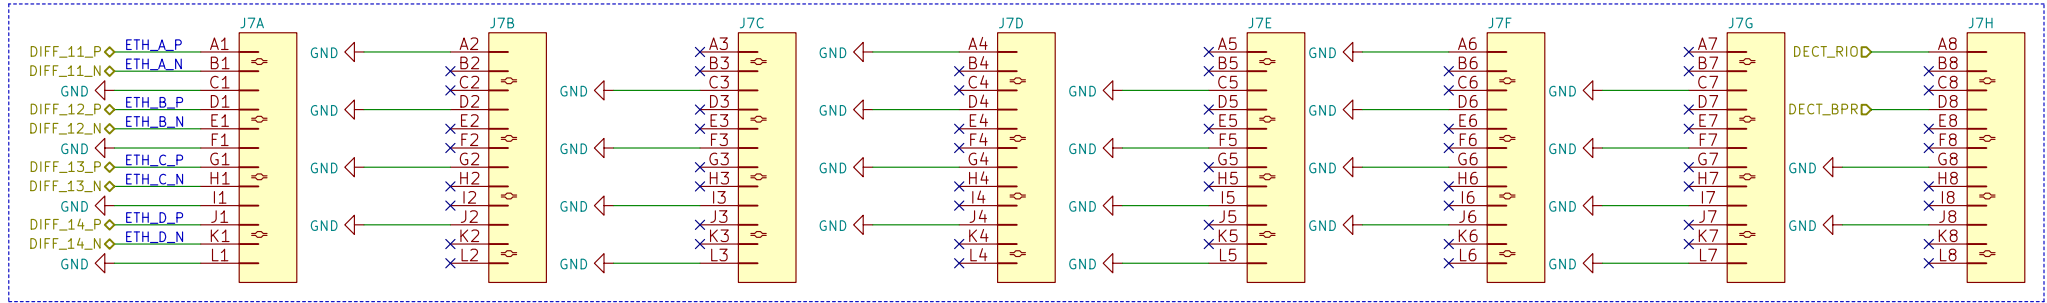 J7A J7B J7C J7D J7E J7F J7G J7H
DIFF_11_P ETH_A_P A1 GND A2 A3 GND A4 A5 GND A6 A7 DECT_RIO A8
DIFF_11_N ETH_A_N B1 B2 B3 B4 B5 B6 B7 B8
GND C1 C2 GND C3 C4 GND C5 C6 GND C7 C8
DIFF_12_P ETH_B_P D1 GND D2 D3 GND D4 D5 GND D6 D7 DECT_BPR D8
DIFF_12_N ETH_B_N E1 E2 E3 E4 E5 E6 E7 E8
GND F1 F2 GND F3 F4 GND F5 F6 GND F7 F8
DIFF_13_P ETH_C_P G1 GND G2 G3 GND G4 G5 GND G6 G7 GND G8
DIFF_13_N ETH_C_N H1 H2 H3 H4 H5 H6 H7 H8
GND I1 I2 GND I3 I4 GND I5 I6 GND I7 I8
DIFF_14_P ETH_D_P J1 GND J2 J3 GND J4 J5 GND J6 J7 GND J8
DIFF_14_N ETH_D_N K1 K2 K3 K4 K5 K6 K7 K8
GND L1 L2 GND L3 L4 GND L5 L6 GND L7 L8